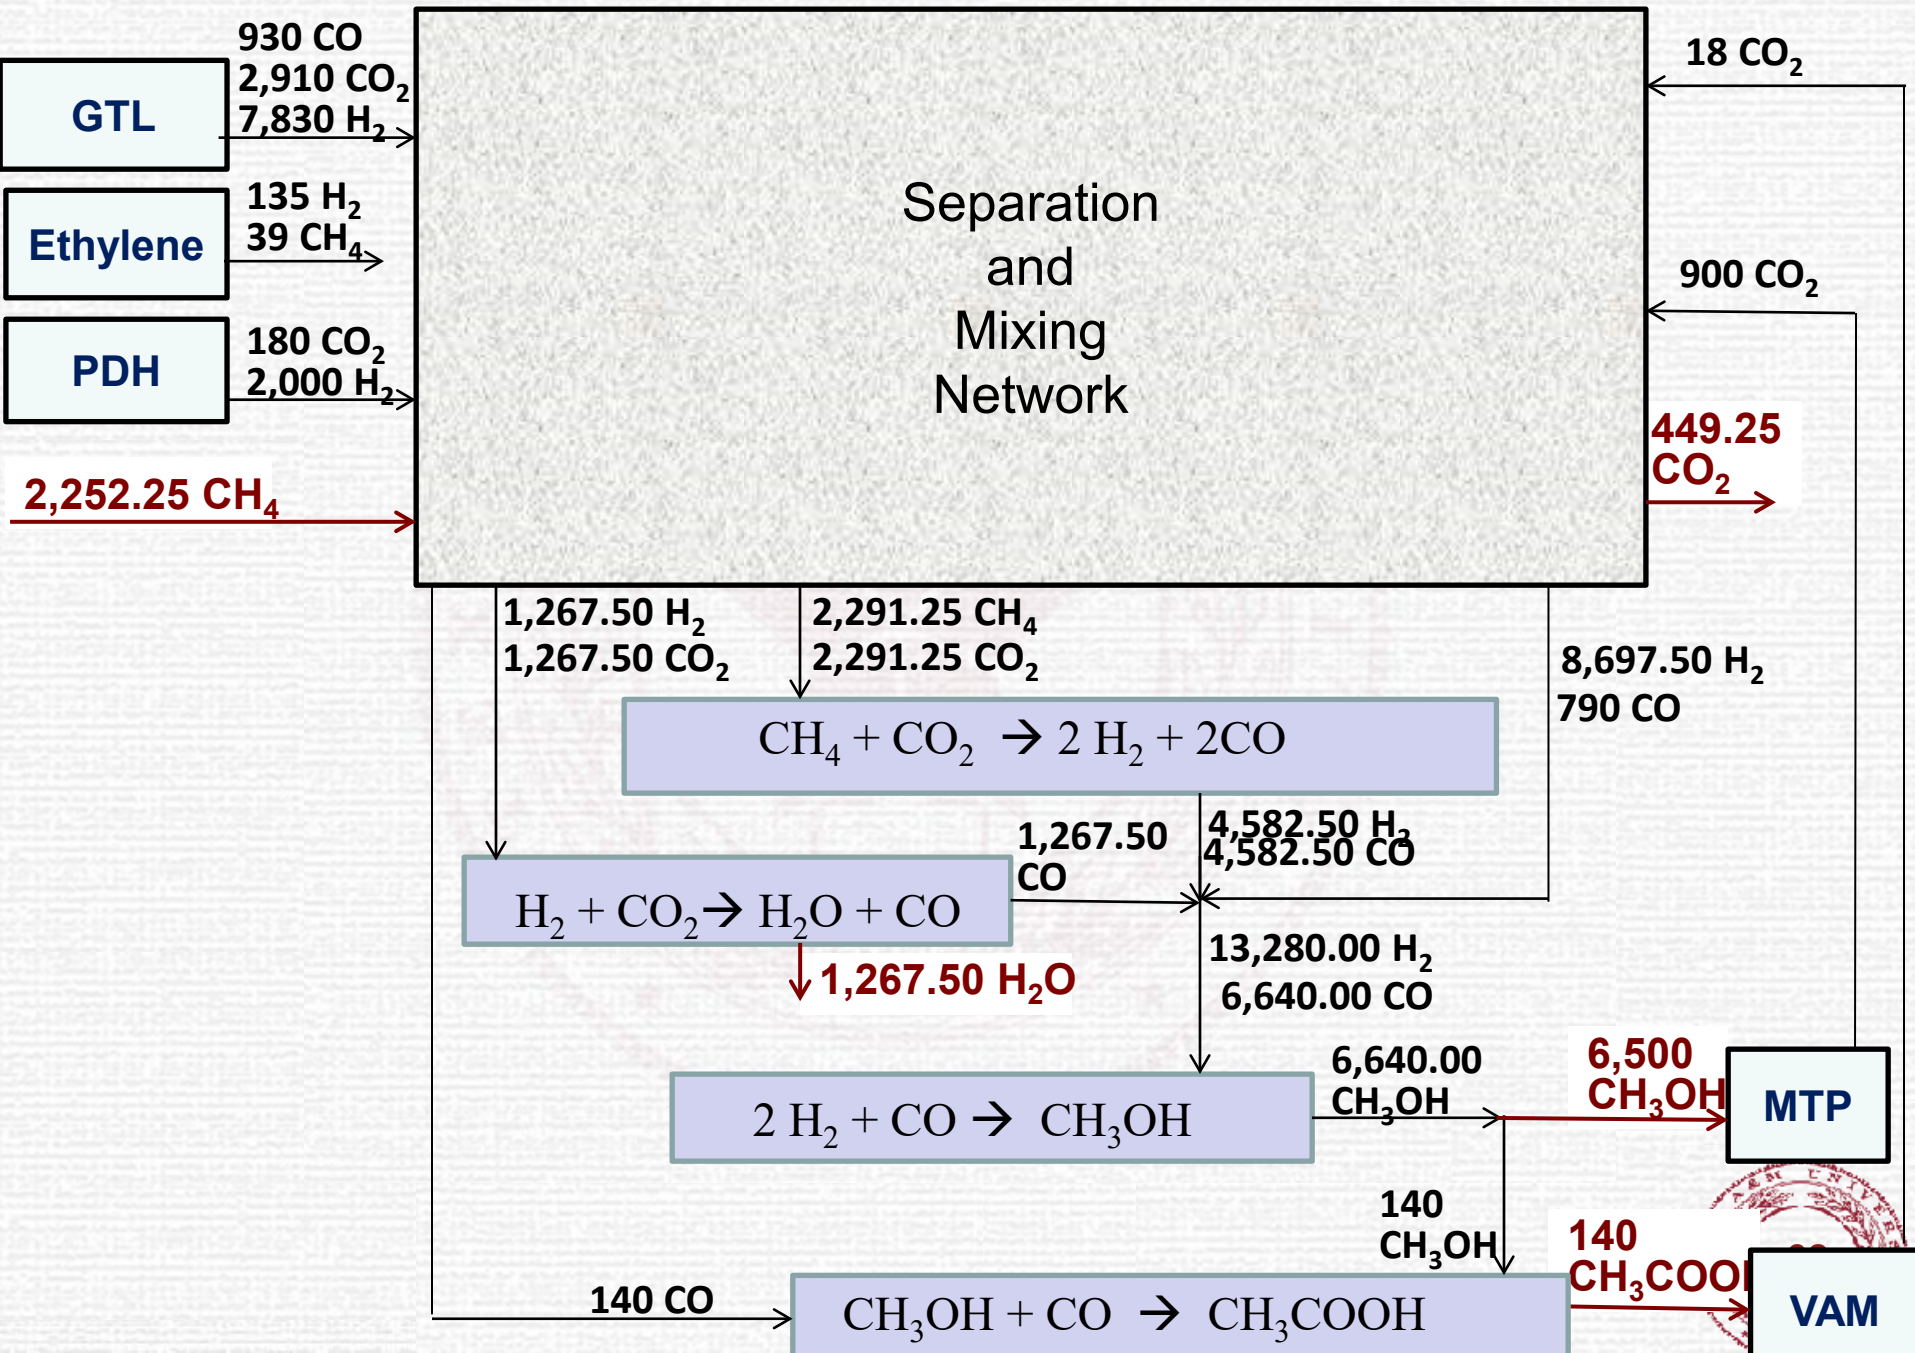 930 CO
2,910 CO₂
7,830 H₂
GTL
135 H₂
39 CH₄
Ethylene
180 CO₂
2,000 H₂
PDH
2,252.25 CH₄
Separation
and
Mixing
Network
18 CO₂
900 CO₂
449.25
CO₂
1,267.50 H₂
1,267.50 CO₂
2,291.25 CH₄
2,291.25 CO₂
8,697.50 H₂
790 CO
CH₄ + CO₂ → 2 H₂ + 2CO
4,582.50 H₂
4,582.50 CO
1,267.50
CO
H₂ + CO₂→ H₂O + CO
1,267.50 H₂O
13,280.00 H₂
6,640.00 CO
2 H₂ + CO → CH₃OH
6,640.00
CH₃OH
6,500
CH₃OH
MTP
140
CH₃OH
140
CH₃COOH
VAM
140 CO
CH₃OH + CO → CH₃COOH